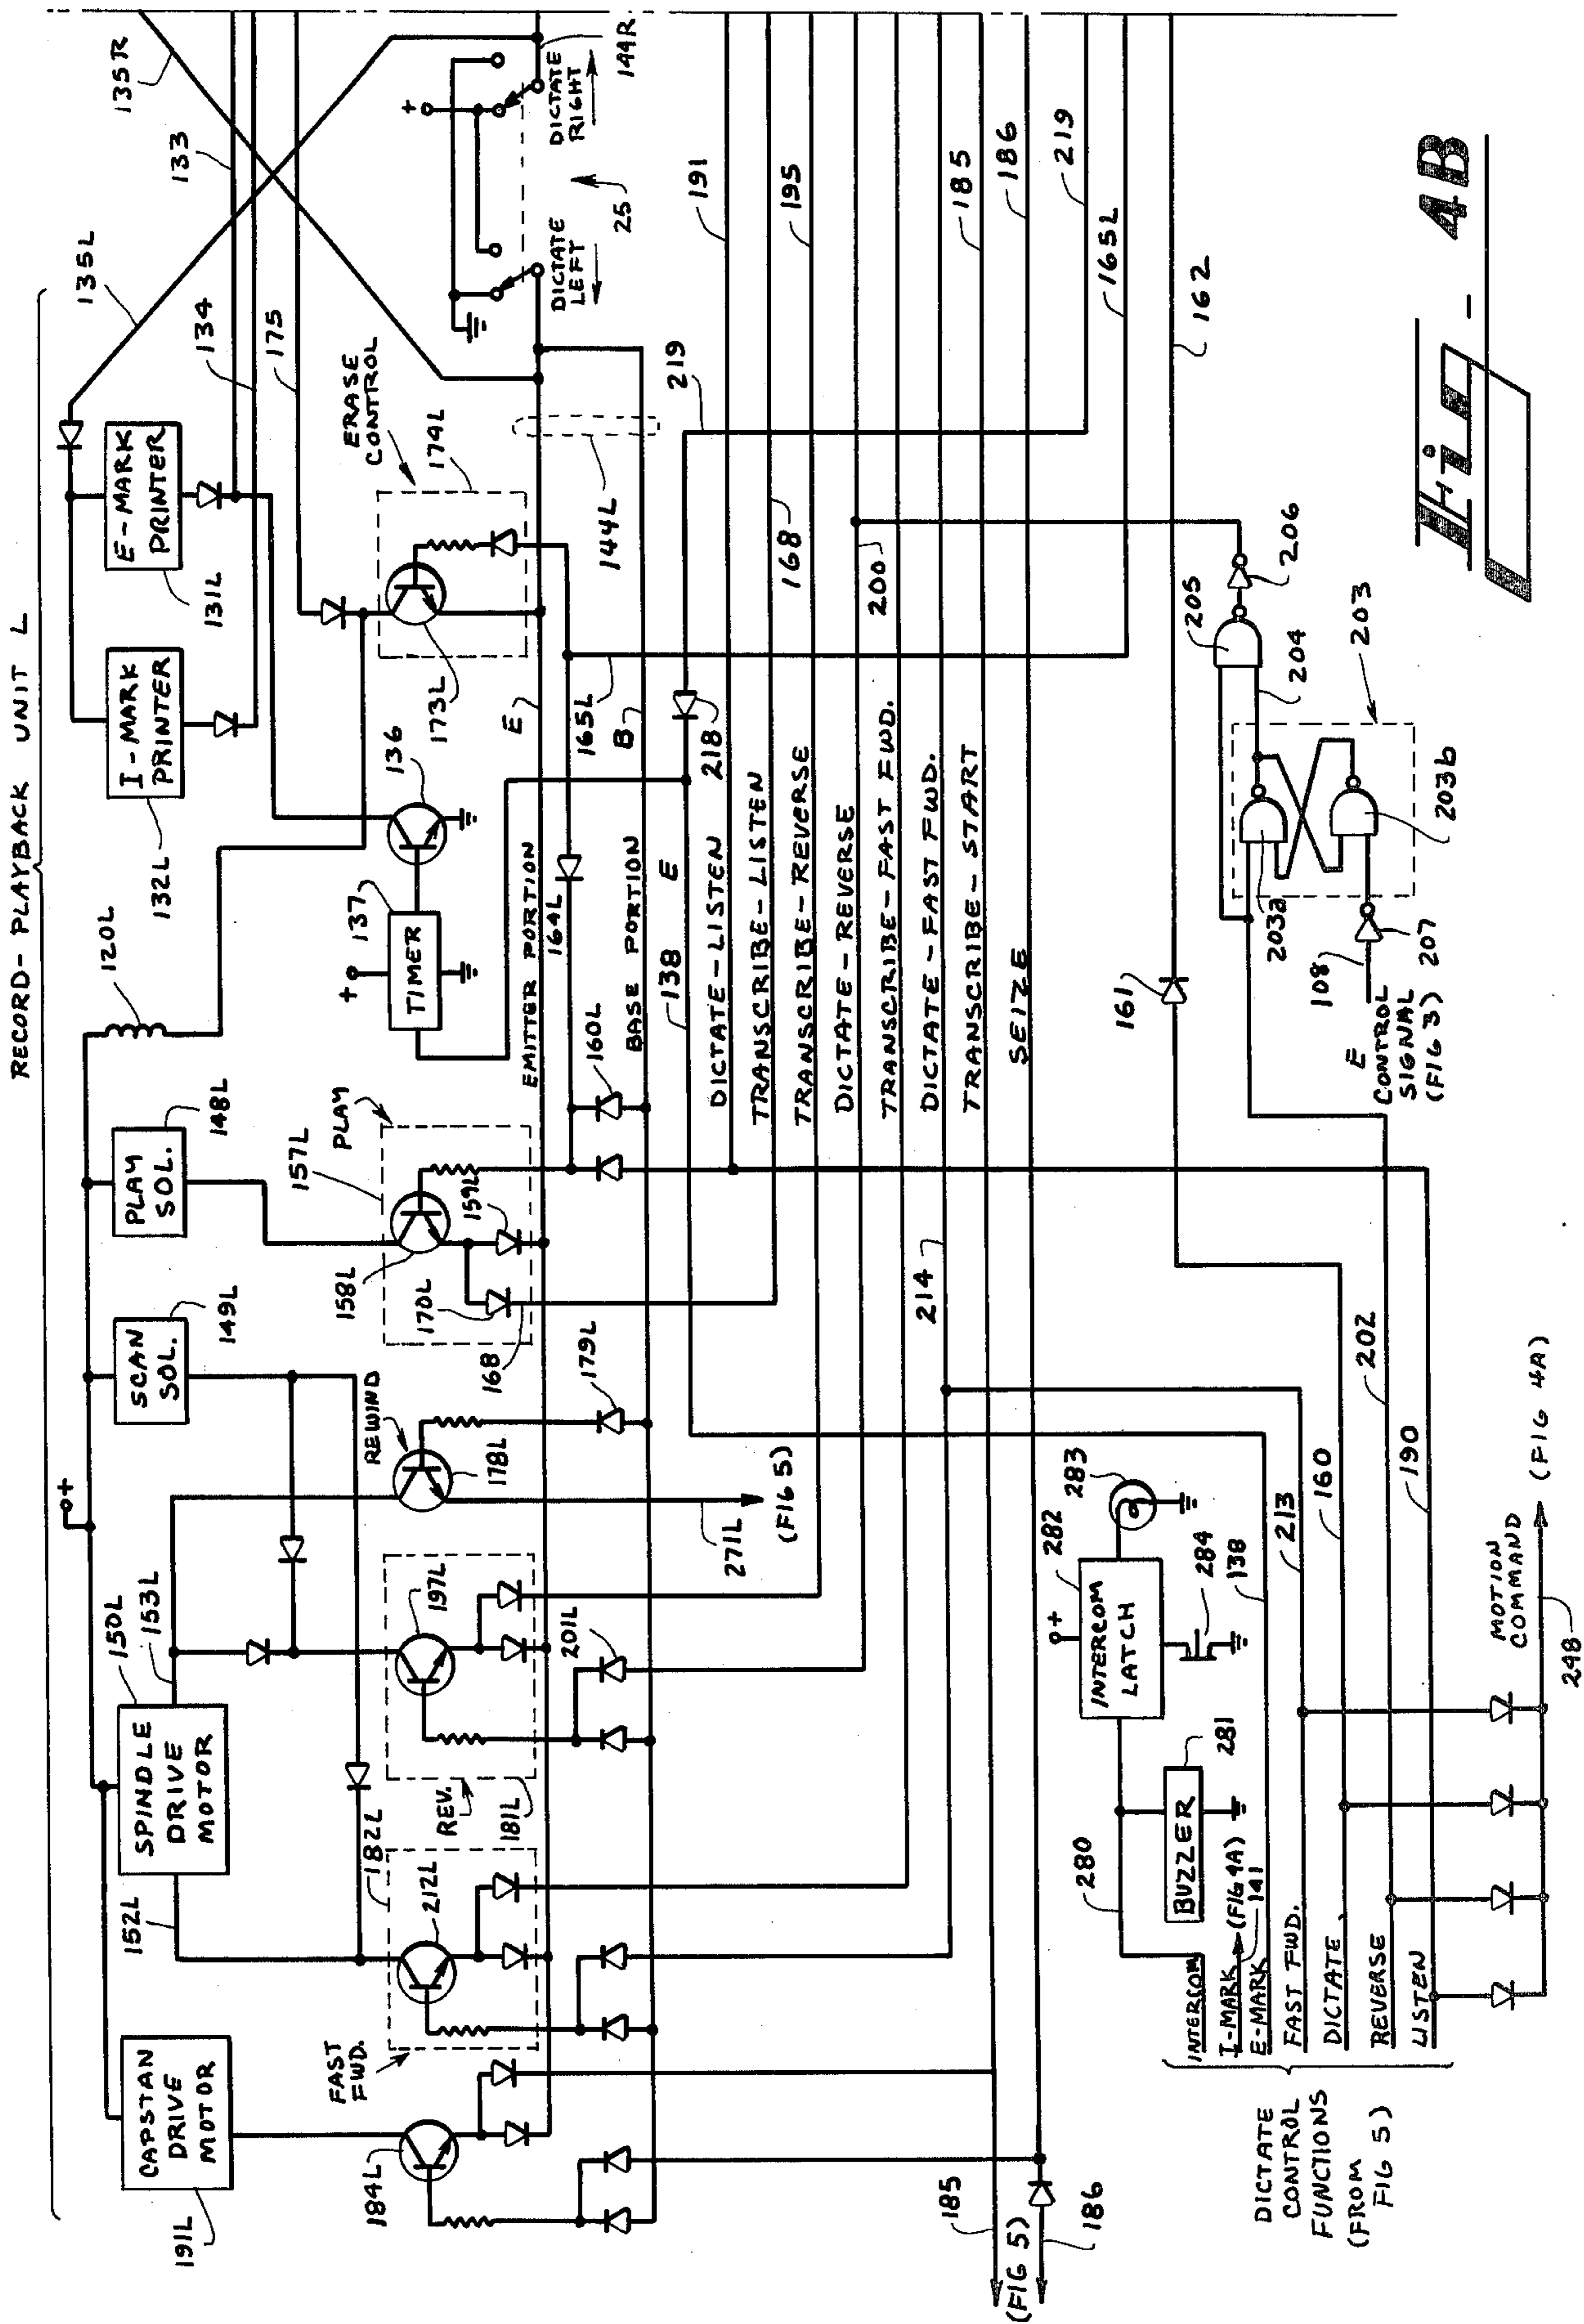 RECORD-PLAYBACK UNIT L
+
191L
CAPSTAN
DRIVE
MOTOR
152L
SPINDLE
DRIVE
MOTOR
150L
153L
SCAN
SOL.
149L
PLAY
SOL.
148L
120L
132L
I-MARK
PRINTER
E-MARK
PRINTER
131L
135L
134
133
135R
175
184L
FAST
FWD.
212L
182L
REV.
181L
197L
201L
REWIND
178L
179L
271L
(FIG 5)
157L
PLAY
158L
159L
170L
168
160L
+
137
TIMER
136
164L
EMITTER PORTION
E
BASE PORTION
B
165L
173L
174L
ERASE
CONTROL
144L
+
DICTATE
LEFT
DICTATE
RIGHT
25
144R
138
E
218
219
DICTATE-LISTEN
191
TRANSCRIBE-LISTEN
168
TRANSCRIBE-REVERSE
195
DICTATE-REVERSE
200
TRANSCRIBE-FAST FWD.
DICTATE-FAST FWD.
214
TRANSCRIBE-START
185
SEIZE
186
219
165L
162
185
(FIG 5)
186
161
280
BUZZER
281
+
INTERCOM
LATCH
282
283
284
138
213
160
202
190
DICTATE
CONTROL
FUNCTIONS
(FROM
FIG 5)
INTERCOM
I-MARK
(FIG 4A)
141
E-MARK
FAST FWD.
DICTATE
REVERSE
LISTEN
MOTION
COMMAND
(FIG 4A)
248
E
CONTROL
SIGNAL
(FIG 3)
108
207
203a
203b
203
204
205
206
Fig-4B